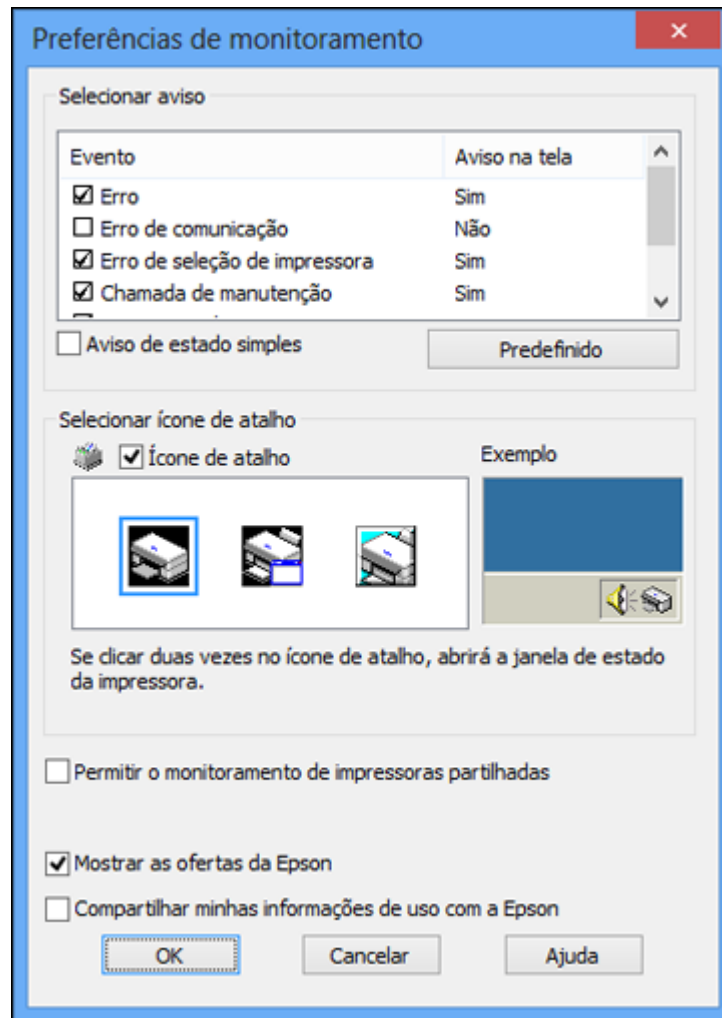 Preferências de monitoramento
Selecionar aviso
Evento Aviso na tela
Erro Sim
Erro de comunicação Não
Erro de seleção de impressora Sim
Chamada de manutenção Sim
Aviso de estado simples
Predefinido
Selecionar ícone de atalho
Ícone de atalho
Exemplo
Se clicar duas vezes no ícone de atalho, abrirá a janela de estado
da impressora.
Permitir o monitoramento de impressoras partilhadas
Mostrar as ofertas da Epson
Compartilhar minhas informações de uso com a Epson
OK Cancelar Ajuda